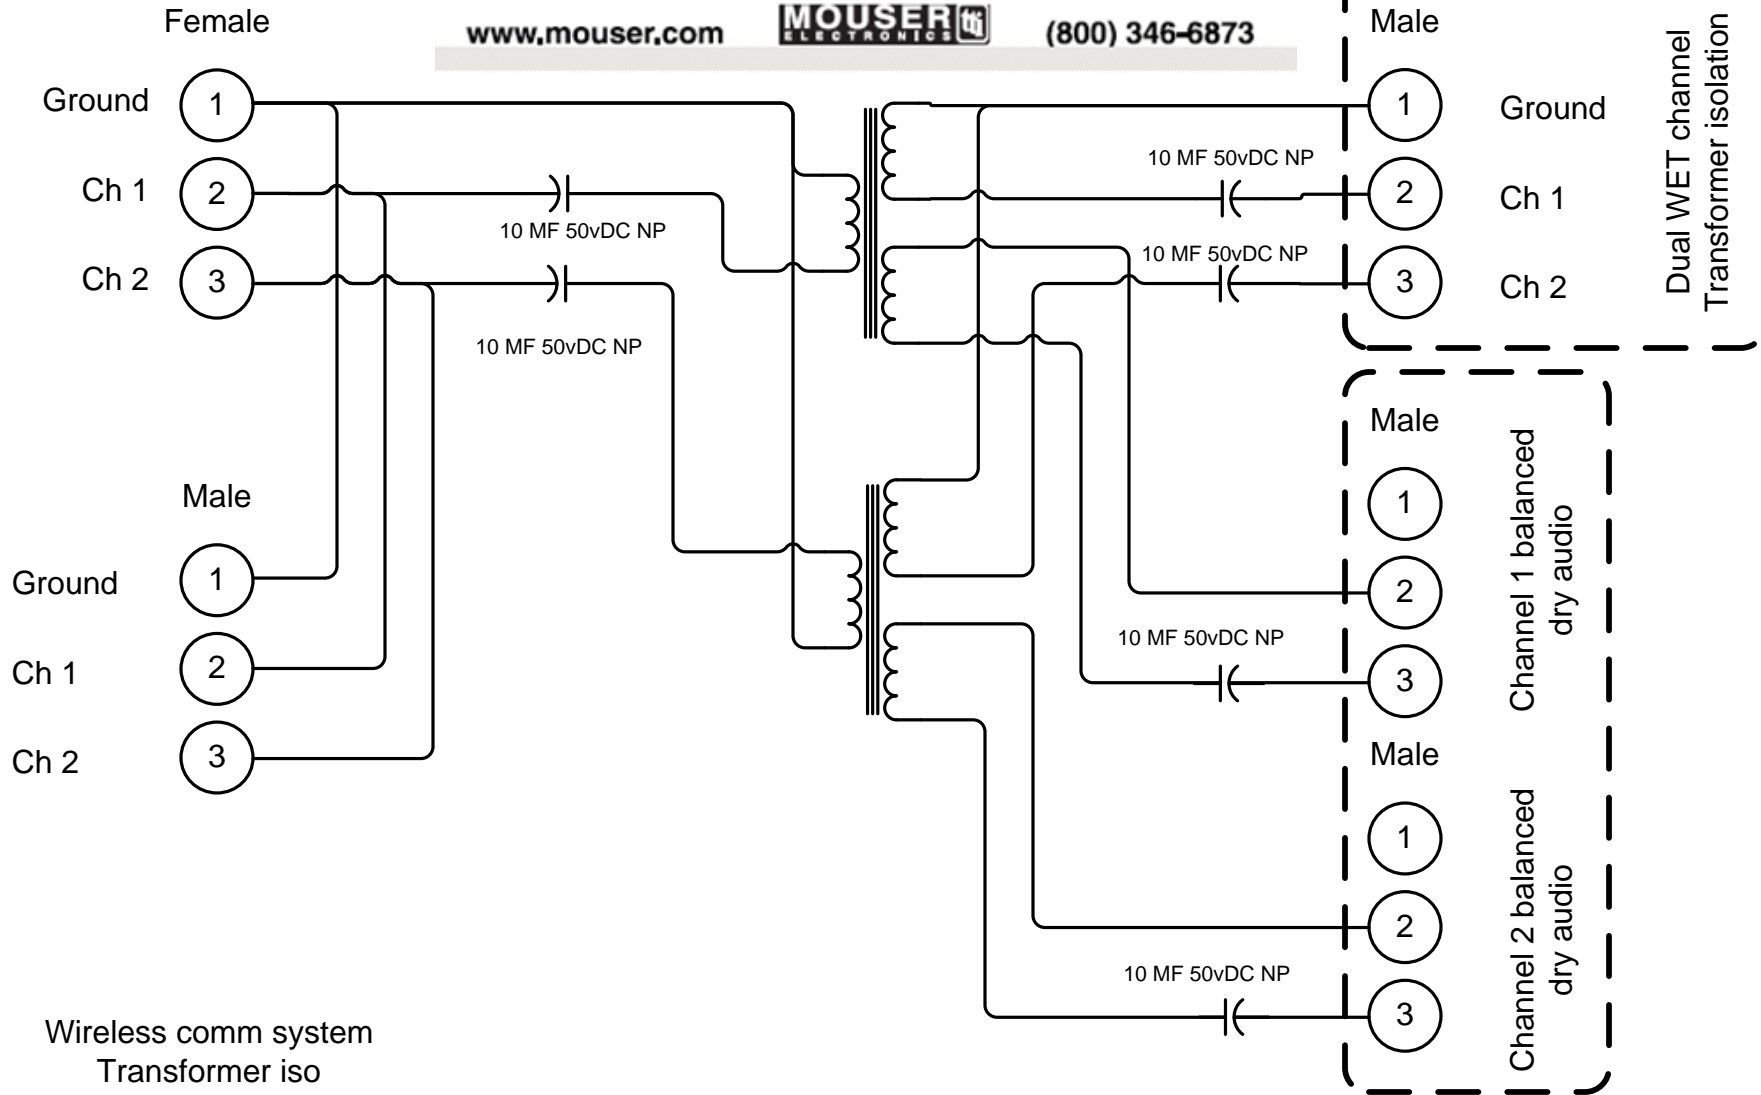 Female
www.mouser.com
MOUSER tti
ELECTRONICS
(800) 346-6873
Male
Ground
1
Ch 1
2
Ch 2
3
10 MF 50vDC NP
10 MF 50vDC NP
10 MF 50vDC NP
10 MF 50vDC NP
1
Ground
2
Ch 1
3
Ch 2
Dual WET channel
Transformer isolation
Male
Ground
1
Ch 1
2
Ch 2
3
Male
1
2
3
10 MF 50vDC NP
Channel 1 balanced
dry audio
Male
1
2
3
10 MF 50vDC NP
Channel 2 balanced
dry audio
Wireless comm system
Transformer iso